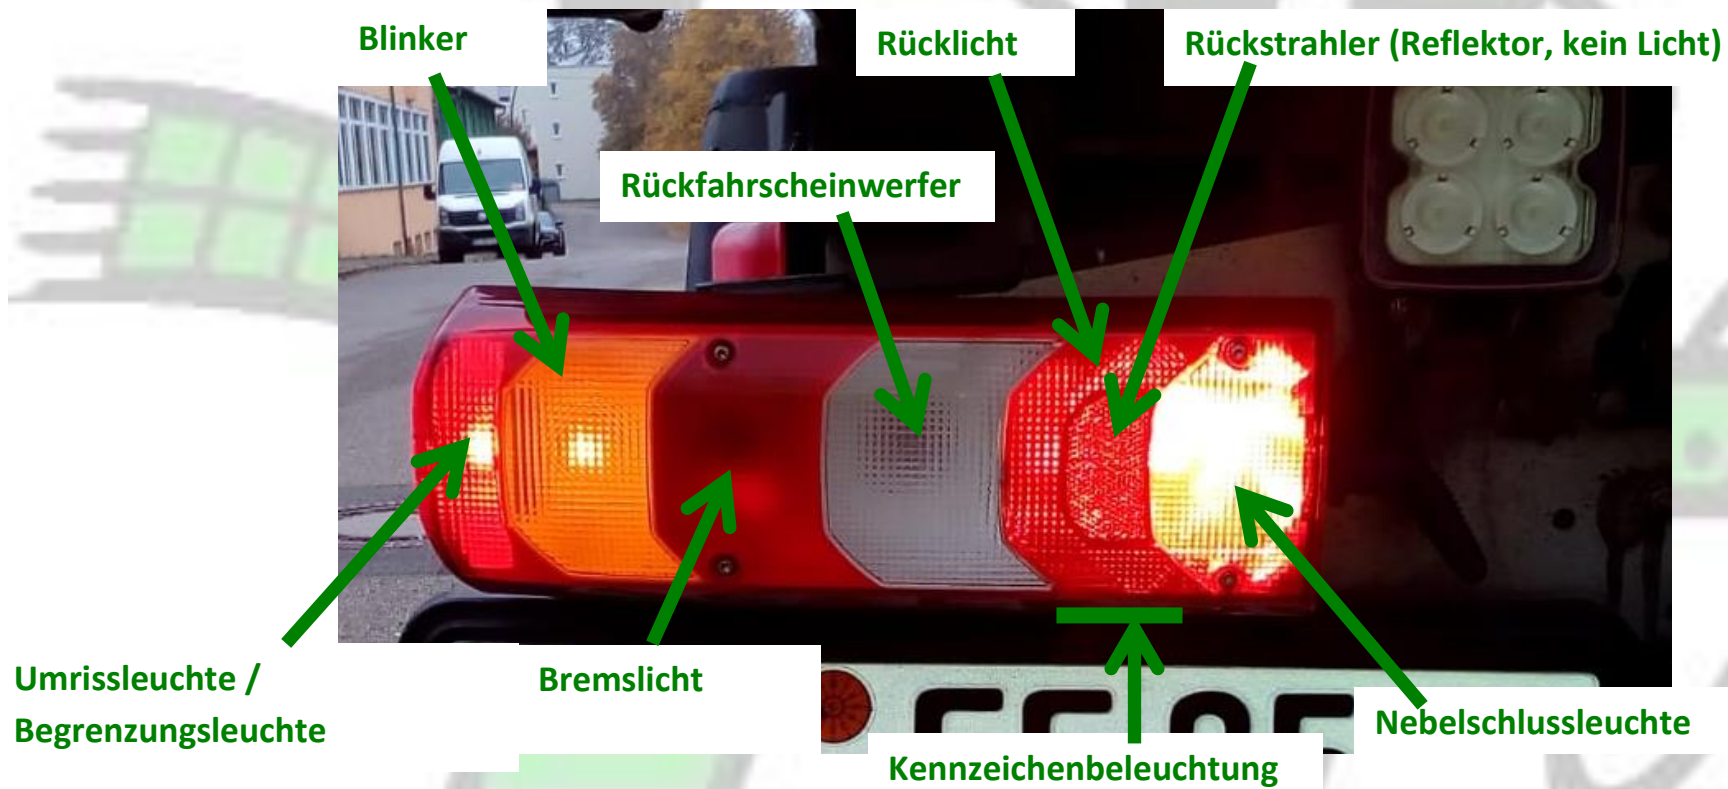 Blinker
Rücklicht
Rückstrahler (Reflektor, kein Licht)
Rückfahrscheinwerfer
Umrissleuchte /
Begrenzungsleuchte
Bremslicht
Nebelschlussleuchte
Kennzeichenbeleuchtung